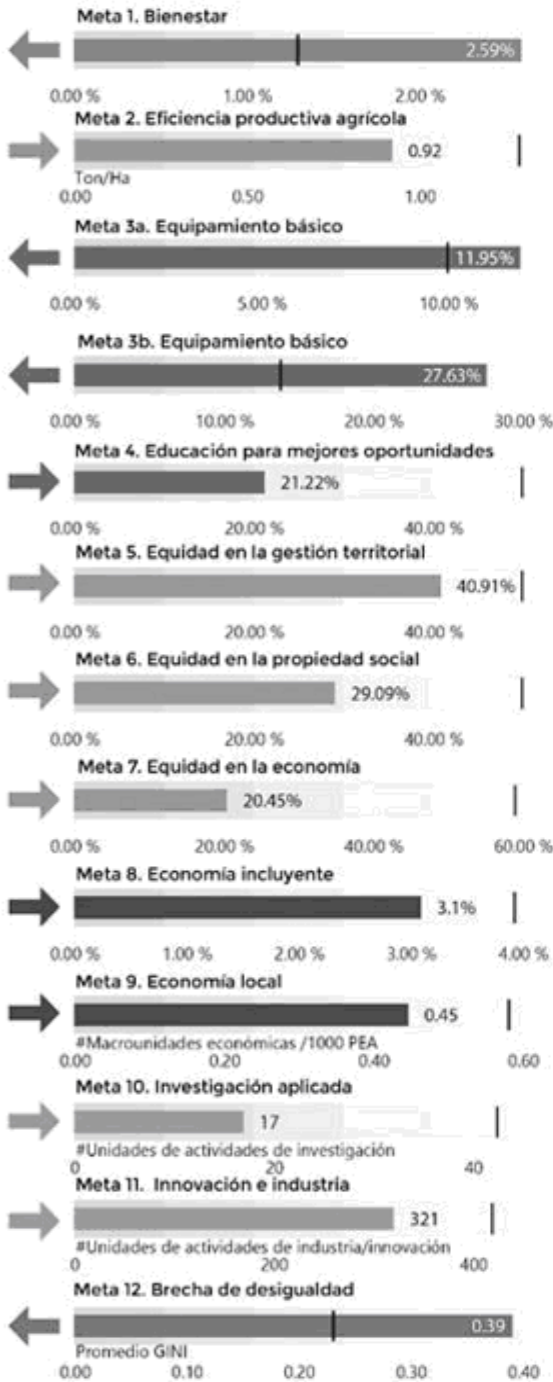 Meta 1. Bienestar
2.59%
0.00 % 1.00 % 2.00 %
Meta 2. Eficiencia productiva agrícola
0.92
Ton/Ha
0.00 0.50 1.00
Meta 3a. Equipamiento básico
11.95%
0.00 % 5.00 % 10.00 %
Meta 3b. Equipamiento básico
27.63%
0.00 % 10.00 % 20.00 % 30.00 %
Meta 4. Educación para mejores oportunidades
21.22%
0.00 % 20.00 % 40.00 %
Meta 5. Equidad en la gestión territorial
40.91%
0.00 % 20.00 % 40.00 %
Meta 6. Equidad en la propiedad social
29.09%
0.00 % 20.00 % 40.00 %
Meta 7. Equidad en la economía
20.45%
0.00 % 20.00 % 40.00 % 60.00 %
Meta 8. Economía incluyente
3.1%
0.00 % 1.00 % 2.00 % 3.00 % 4.00 %
Meta 9. Economía local
0.45
#Macrounidades económicas /1000 PEA
0.00 0.20 0.40 0.60
Meta 10. Investigación aplicada
17
#Unidades de actividades de investigación
0 20 40
Meta 11. Innovación e industria
321
#Unidades de actividades de industria/innovación
0 200 400
Meta 12. Brecha de desigualdad
0.39
Promedio GINI
0.00 0.10 0.20 0.30 0.40